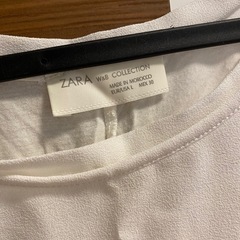 ZARA W&B COLLECTION
MADE IN MOROCCO
EUR/USA L MEX 30